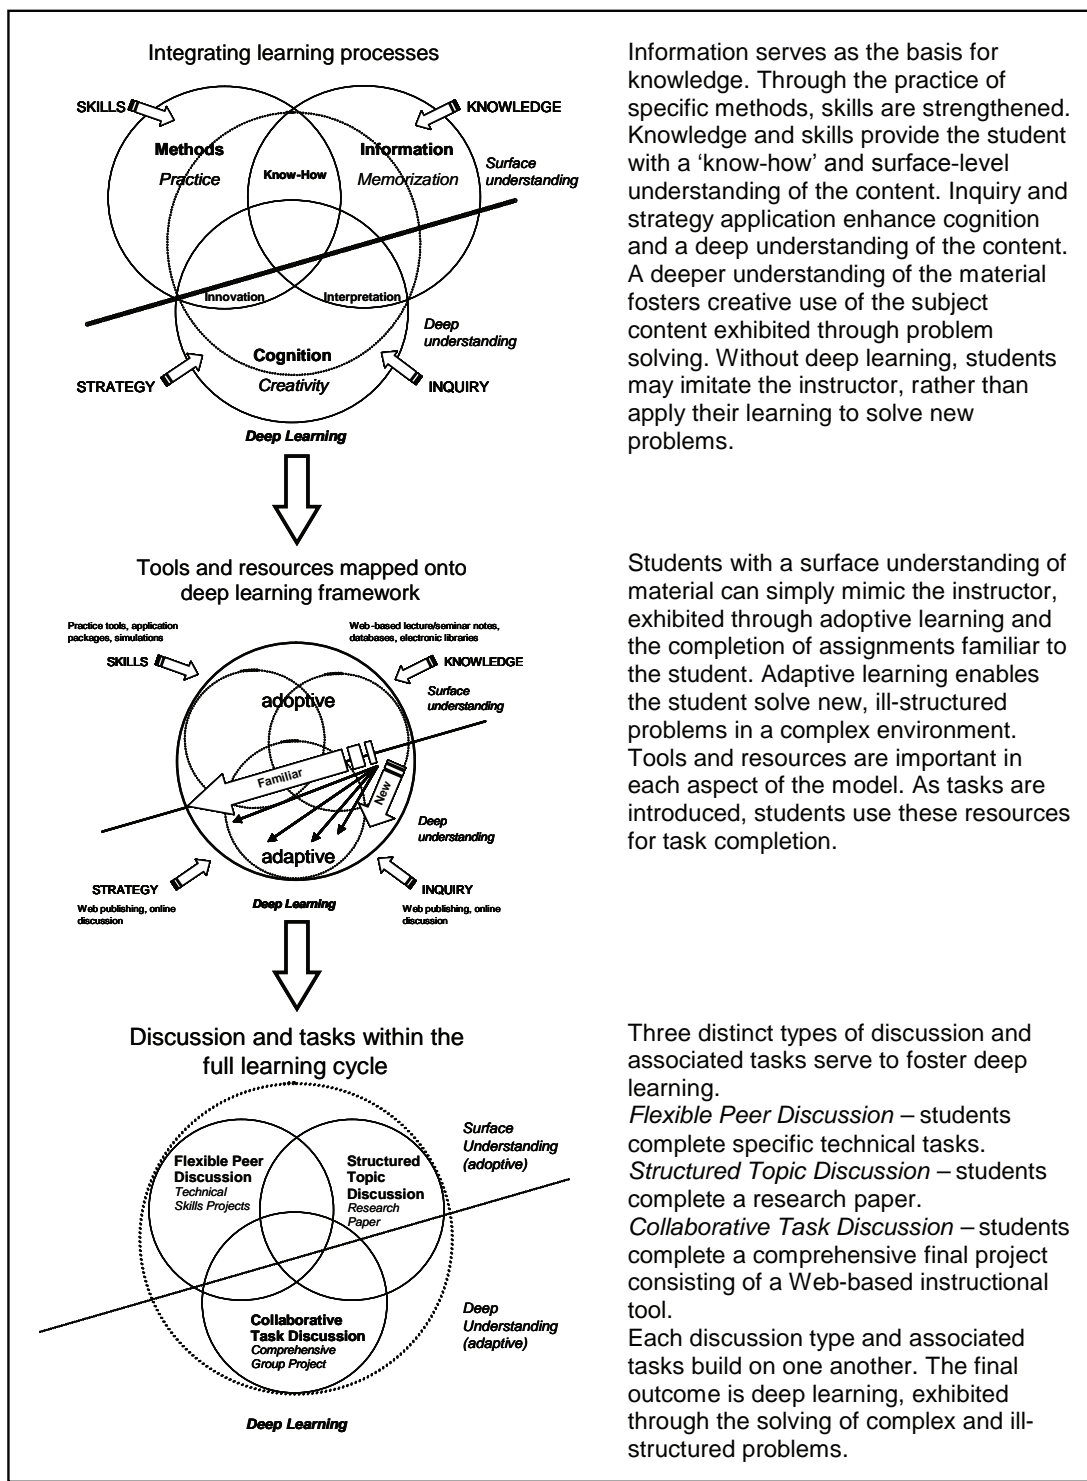 Integrating learning processes
SKILLS
KNOWLEDGE
Methods
Information
Practice
Know-How
Memorization
Surface
understanding
Innovation
Interpretation
Deep
understanding
Cognition
Creativity
STRATEGY
INQUIRY
Deep Learning
Information serves as the basis for
knowledge. Through the practice of
specific methods, skills are strengthened.
Knowledge and skills provide the student
with a ‘know-how’ and surface-level
understanding of the content. Inquiry and
strategy application enhance cognition
and a deep understanding of the content.
A deeper understanding of the material
fosters creative use of the subject
content exhibited through problem
solving. Without deep learning, students
may imitate the instructor, rather than
apply their learning to solve new
problems.
Tools and resources mapped onto
deep learning framework
Practice tools, application
packages, simulations
Web-based lecture/seminar notes,
databases, electronic libraries
SKILLS
KNOWLEDGE
adoptive
Surface
understanding
Familiar
New
Deep
understanding
adaptive
STRATEGY
INQUIRY
Web publishing, online
discussion
Deep Learning
Web publishing, online
discussion
Students with a surface understanding of
material can simply mimic the instructor,
exhibited through adoptive learning and
the completion of assignments familiar to
the student. Adaptive learning enables
the student solve new, ill-structured
problems in a complex environment.
Tools and resources are important in
each aspect of the model. As tasks are
introduced, students use these resources
for task completion.
Discussion and tasks within the
full learning cycle
Flexible Peer
Discussion
Technical
Skills Projects
Structured
Topic
Discussion
Research
Paper
Surface
Understanding
(adoptive)
Collaborative
Task Discussion
Comprehensive
Group Project
Deep
Understanding
(adaptive)
Deep Learning
Three distinct types of discussion and
associated tasks serve to foster deep
learning.
Flexible Peer Discussion – students
complete specific technical tasks.
Structured Topic Discussion – students
complete a research paper.
Collaborative Task Discussion – students
complete a comprehensive final project
consisting of a Web-based instructional
tool.
Each discussion type and associated
tasks build on one another. The final
outcome is deep learning, exhibited
through the solving of complex and ill-
structured problems.